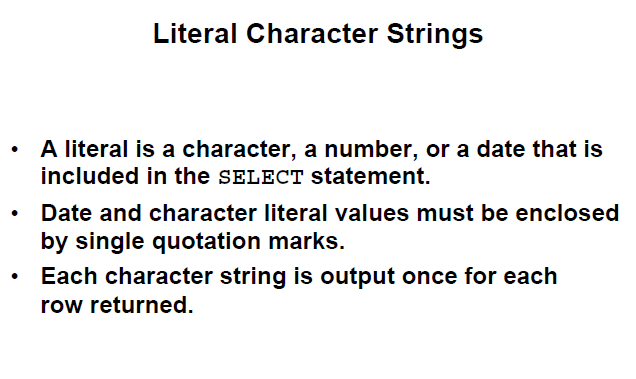 Literal Character Strings
• A literal is a character, a number, or a date that is
included in the SELECT statement.
• Date and character literal values must be enclosed
by single quotation marks.
• Each character string is output once for each
row returned.